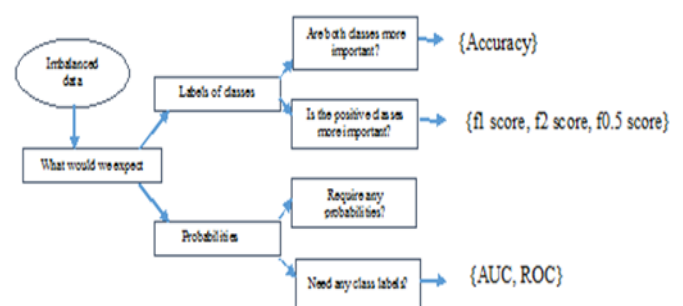 Imbalanced
data
What would we expect
Labels of classes
Are both classes more
important?
{Accuracy}
Is the positive classes
more important?
{f1 score, f2 score, f0.5 score}
Probabilities
Require any
probabilities?
Need any class labels?
{AUC, ROC}